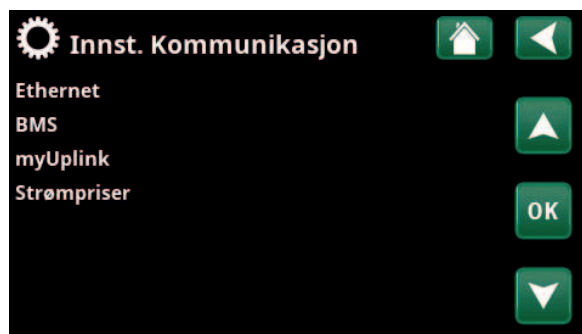 Innst. Kommunikasjon
Ethernet
BMS
myUplink
Strømpriser
OK